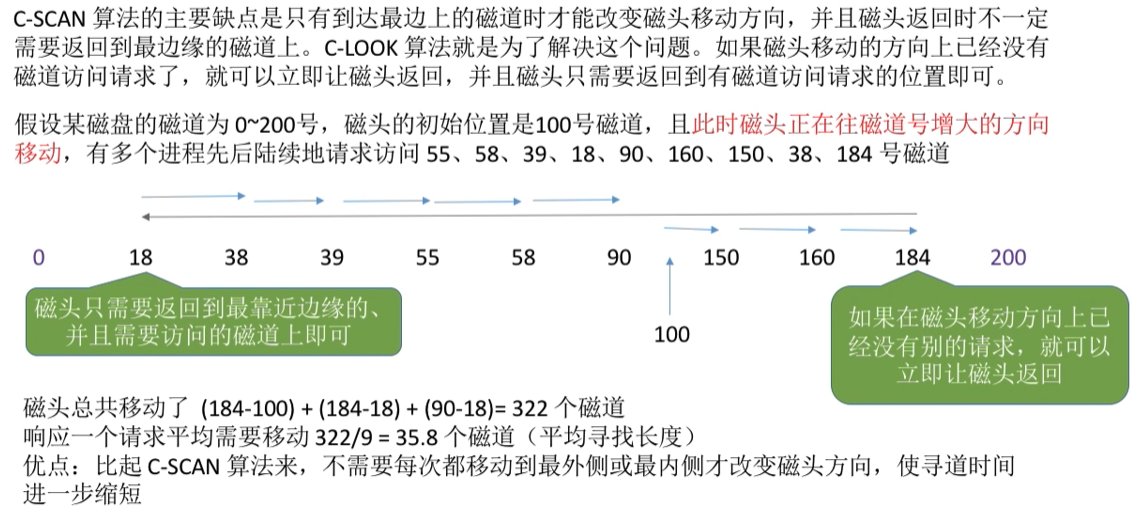 C-SCAN 算法的主要缺点是只有到达最边上的磁道时才能改变磁头移动方向，并且磁头返回时不一定
需要返回到最边缘的磁道上。C-LOOK 算法就是为了解决这个问题。如果磁头移动的方向上已经没有
磁道访问请求了，就可以立即让磁头返回，并且磁头只需要返回到有磁道访问请求的位置即可。
假设某磁盘的磁道为 0~200号，磁头的初始位置是100号磁道，且此时磁头正在往磁道号增大的方向
移动，有多个进程先后陆续地请求访问 55、58、39、18、90、160、150、38、184 号磁道
0 18 38 39 55 58 90 150 160 184 200
磁头只需要返回到最靠近边缘的、
并且需要访问的磁道上即可
100
如果在磁头移动方向上已
经没有别的请求，就可以
立即让磁头返回
磁头总共移动了 (184-100) + (184-18) + (90-18)= 322 个磁道
响应一个请求平均需要移动 322/9 = 35.8 个磁道（平均寻找长度）
优点：比起 C-SCAN 算法来，不需要每次都移动到最外侧或最内侧才改变磁头方向，使寻道时间
进一步缩短